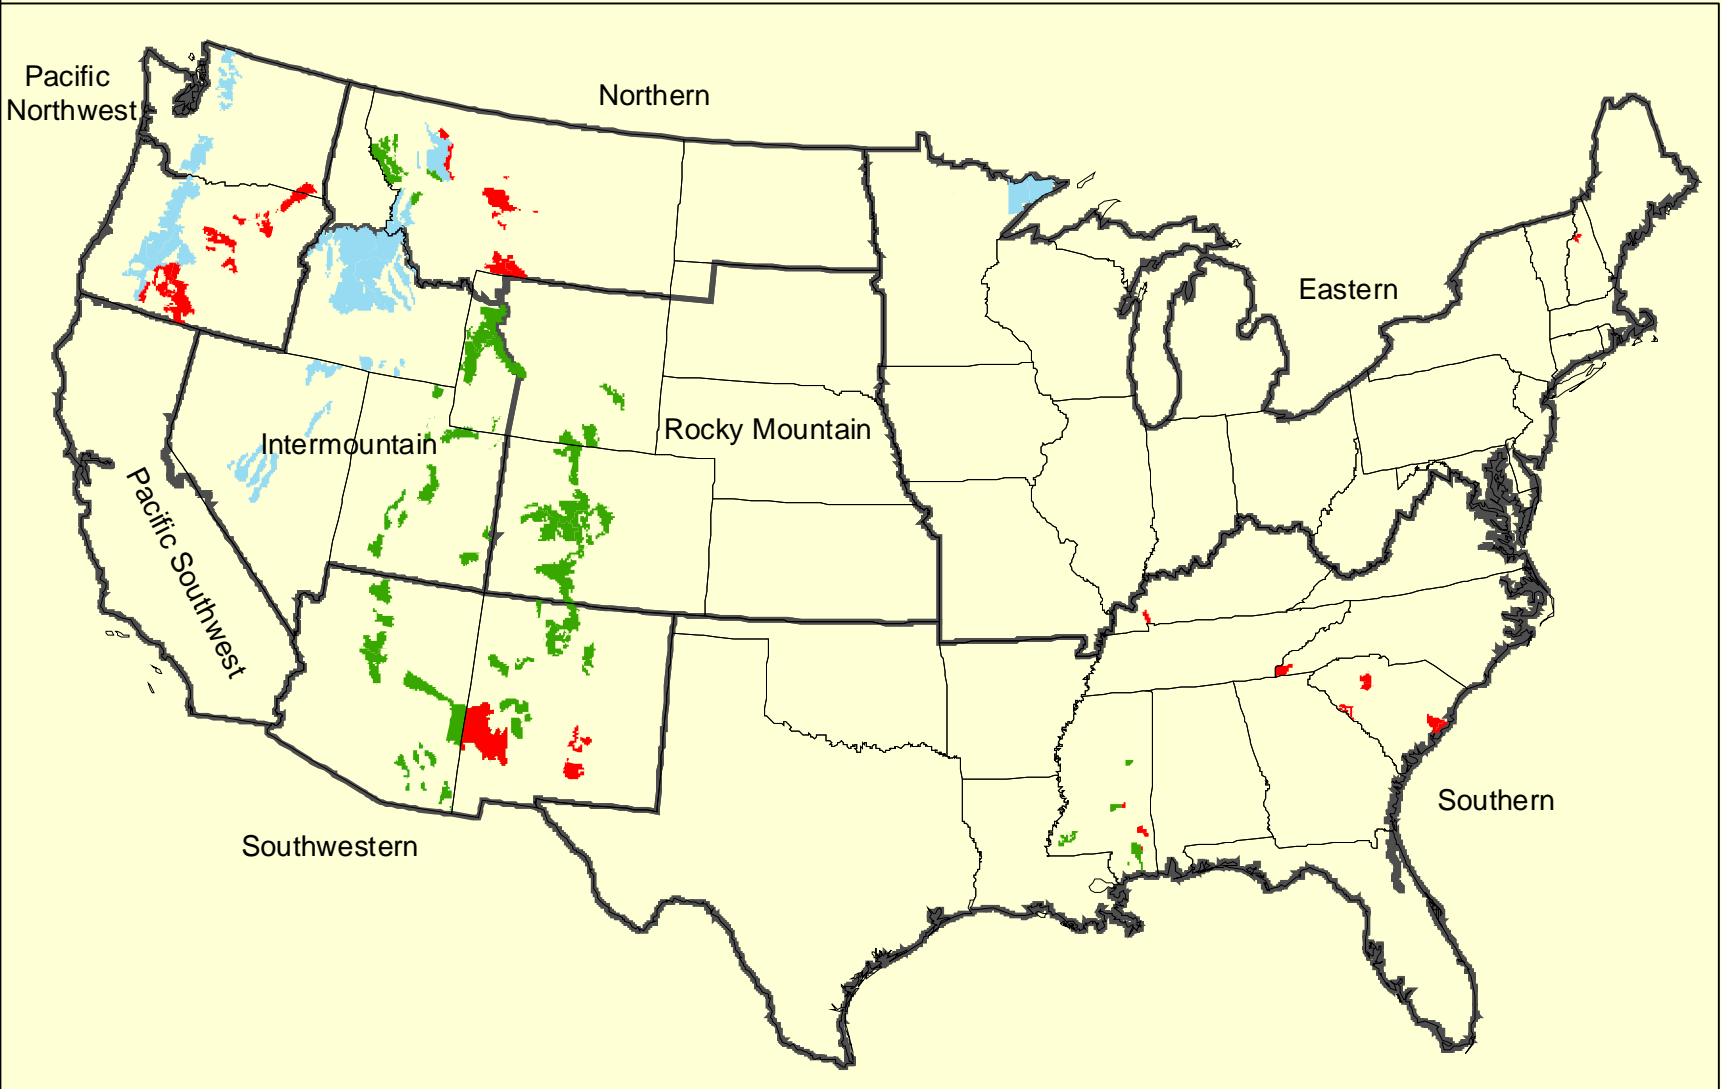 Pacific
Northwest
Northern
Eastern
Rocky Mountain
Intermountain
Pacific Southwest
Southern
Southwestern